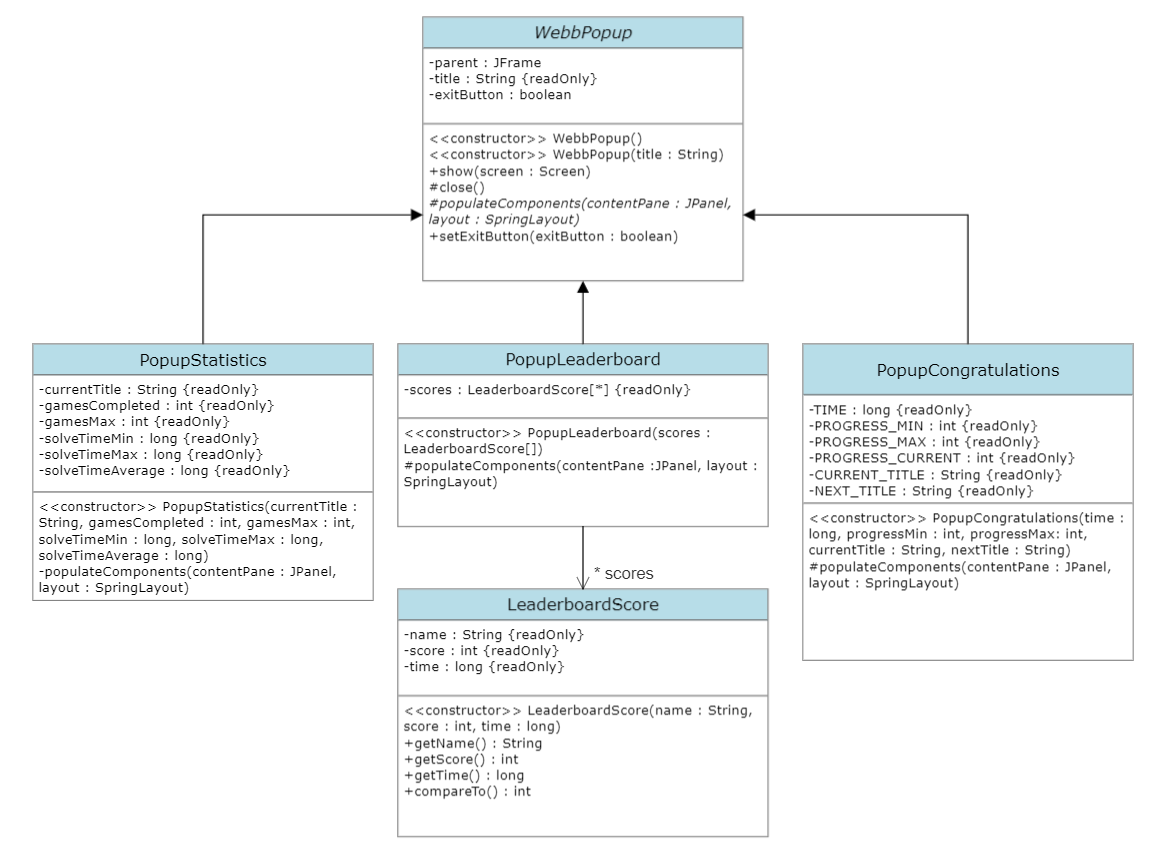 WebbPopup
-parent : JFrame
-title : String {readOnly}
-exitButton : boolean
<<constructor>> WebbPopup()
<<constructor>> WebbPopup(title : String)
+show(screen : Screen)
#close()
#populateComponents(contentPane : JPanel,
layout : SpringLayout)
+setExitButton(exitButton : boolean)
PopupStatistics
-currentTitle : String {readOnly}
-gamesCompleted : int {readOnly}
-gamesMax : int {readOnly}
-solveTimeMin : long {readOnly}
-solveTimeMax : long {readOnly}
-solveTimeAverage : long {readOnly}
<<constructor>> PopupStatistics(currentTitle :
String, gamesCompleted : int, gamesMax : int,
solveTimeMin : long, solveTimeMax : long,
solveTimeAverage : long)
-populateComponents(contentPane : JPanel,
layout : SpringLayout)
PopupLeaderboard
-scores : LeaderboardScore[*] {readOnly}
<<constructor>> PopupLeaderboard(scores :
LeaderboardScore[])
#populateComponents(contentPane :JPanel, layout :
SpringLayout)
* scores
LeaderboardScore
-name : String {readOnly}
-score : int {readOnly}
-time : long {readOnly}
<<constructor>> LeaderboardScore(name : String,
score : int, time : long)
+getName() : String
+getScore() : int
+getTime() : long
+compareTo() : int
PopupCongratulations
-TIME : long {readOnly}
-PROGRESS_MIN : int {readOnly}
-PROGRESS_MAX : int {readOnly}
-PROGRESS_CURRENT : int {readOnly}
-CURRENT_TITLE : String {readOnly}
-NEXT_TITLE : String {readOnly}
<<constructor>> PopupCongratulations(time :
long, progressMin : int, progressMax: int,
currentTitle : String, nextTitle : String)
#populateComponents(contentPane : JPanel,
layout : SpringLayout)